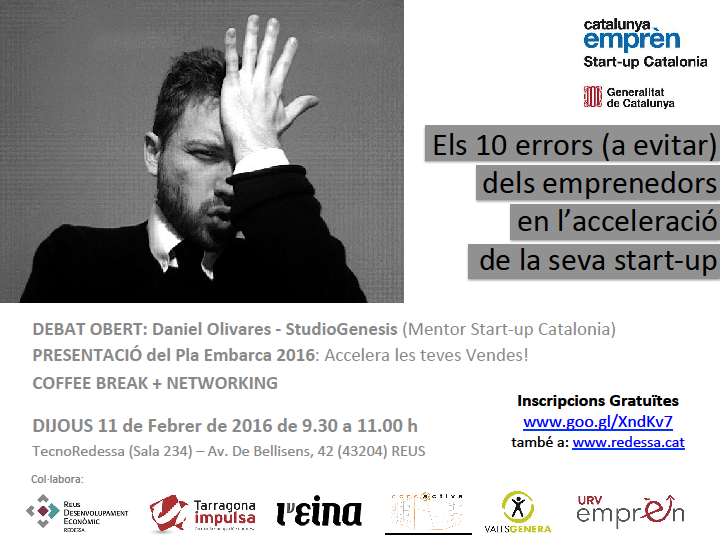 catalunya
emprèn
Start-up Catalonia
Generalitat
de Catalunya
Els 10 errors (a evitar)
dels emprenedors
en l'acceleració
de la seva start-up
DEBAT OBERT: Daniel Olivares - StudioGenesis (Mentor Start-up Catalonia)
PRESENTACIÓ del Pla Embarca 2016: Accelera les teves Vendes!
COFFEE BREAK + NETWORKING
DIJOUS 11 de Febrer de 2016 de 9.30 a 11.00 h
TecnoRedessa (Sala 234) – Av. De Bellisens, 42 (43204) REUS
Inscripcions Gratuïtes
www.goo.gl/XndKv7
també a: www.redessa.cat
Col·labora:
REUS
DESENVOLUPAMENT
ECONÒMIC
REDESSA
Tarragona
impulsa
l'Eina
VALLSGENERA
URV
emprèn